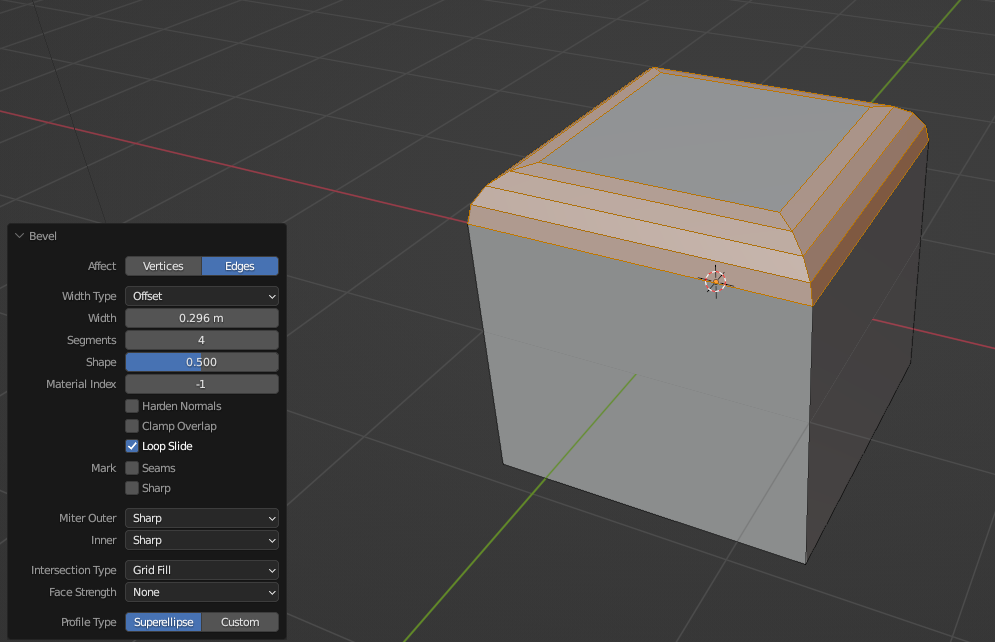 Bevel
Affect Vertices Edges
Width Type Offset
Width 0.296 m
Segments 4
Shape 0.500
Material Index -1
Harden Normals
Clamp Overlap
Loop Slide
Mark Seams
Sharp
Miter Outer Sharp
Inner Sharp
Intersection Type Grid Fill
Face Strength None
Profile Type Superellipse Custom